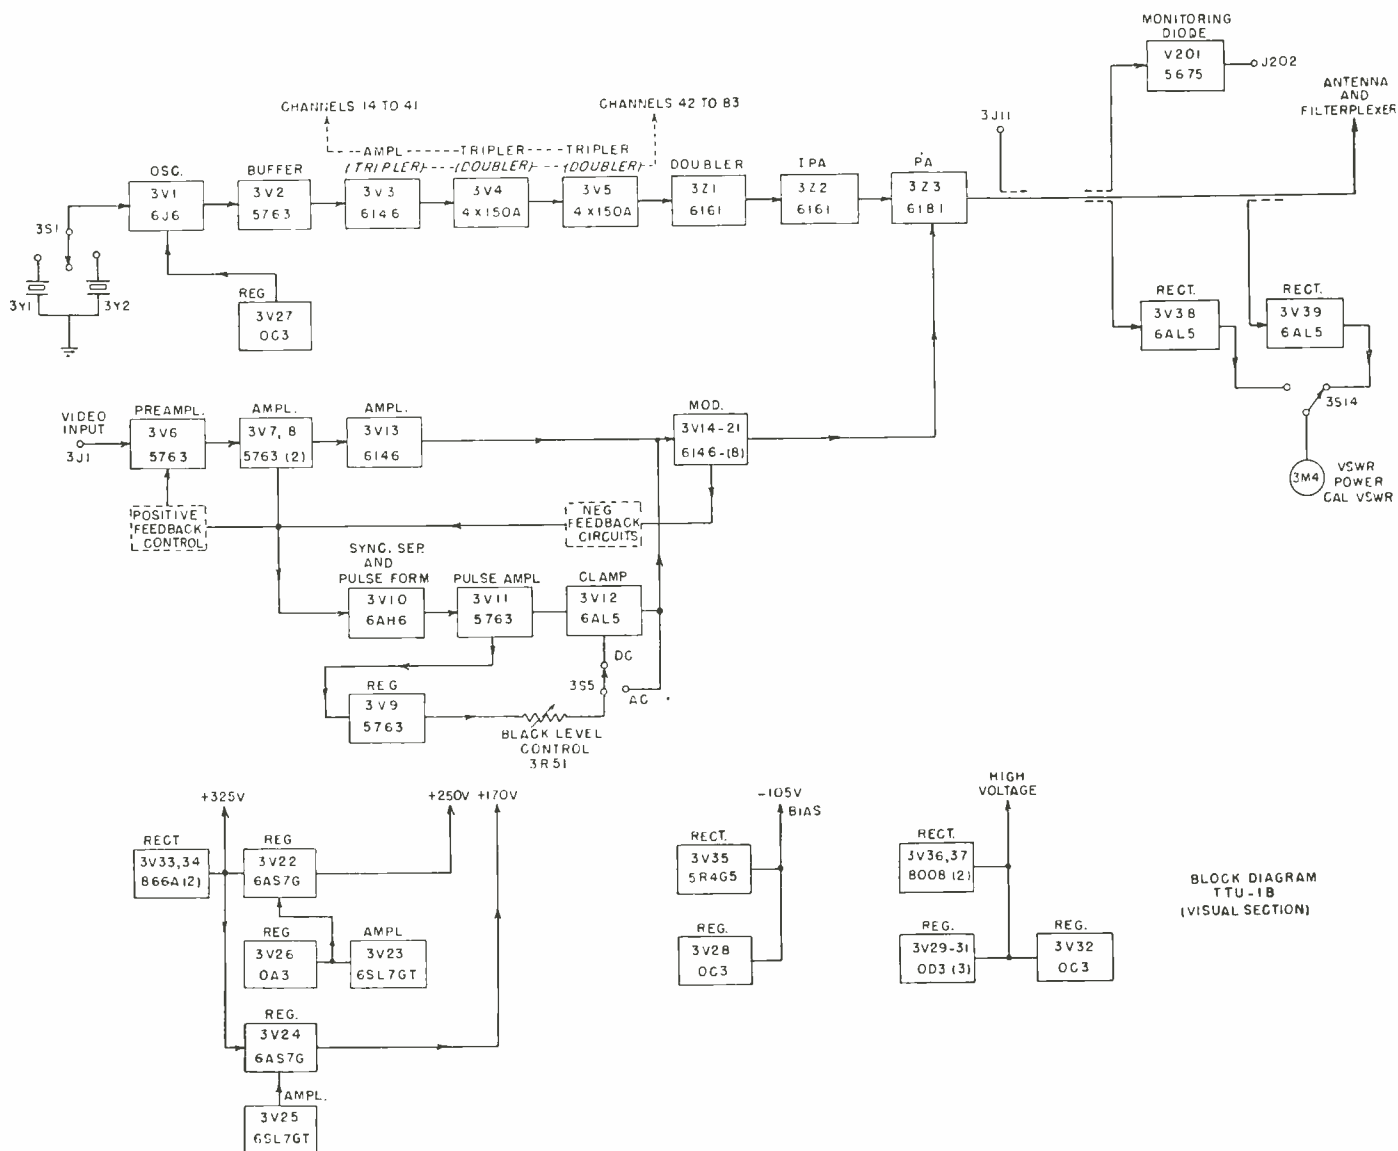 MONITORING
DIODE
V201
5675
J202
ANTENNA
AND
FILTERPLEXER
CHANNELS 14 TO 41
CHANNELS 42 TO 83
3J11
AMPL TRIPLER TRIPLER
(TRIPLER) (DOUBLER) (DOUBLER)
OSC.
3V1
6J6
BUFFER
3V2
5763
3V3
6146
3V4
4X150A
3V5
4X150A
DOUBLER
3Z1
6161
IPA
3Z2
6161
PA
3Z3
6181
3S1
3Y1
3Y2
REG
3V27
OC3
RECT.
3V38
6AL5
RECT.
3V39
6AL5
3S14
3M4
VSWR
POWER
CAL VSWR
VIDEO
INPUT
3J1
PREAMPL.
3V6
5763
AMPL.
3V7, 8
5763 (2)
AMPL.
3V13
6146
MOD.
3V14-21
6146-(8)
POSITIVE
FEEDBACK
CONTROL
NEG
FEEDBACK
CIRCUITS
SYNC. SEP.
AND
PULSE FORM
3V10
6AH6
PULSE AMPL
3V11
5763
CLAMP
3V12
6AL5
DC
3S5
AC
REG
3V9
5763
BLACK LEVEL
CONTROL
3R51
+325V
+250V
+170V
RECT
3V33,34
866A(2)
REG
3V22
6AS7G
REG
3V26
OA3
AMPL
3V23
6SL7GT
REG.
3V24
6AS7G
AMPL.
3V25
6SL7GT
-105V
BIAS
RECT.
3V35
5R4G5
REG.
3V28
OC3
HIGH
VOLTAGE
RECT.
3V36,37
8008 (2)
REG.
3V29-31
OD3 (3)
REG.
3V32
OC3
BLOCK DIAGRAM
TTU-1B
(VISUAL SECTION)